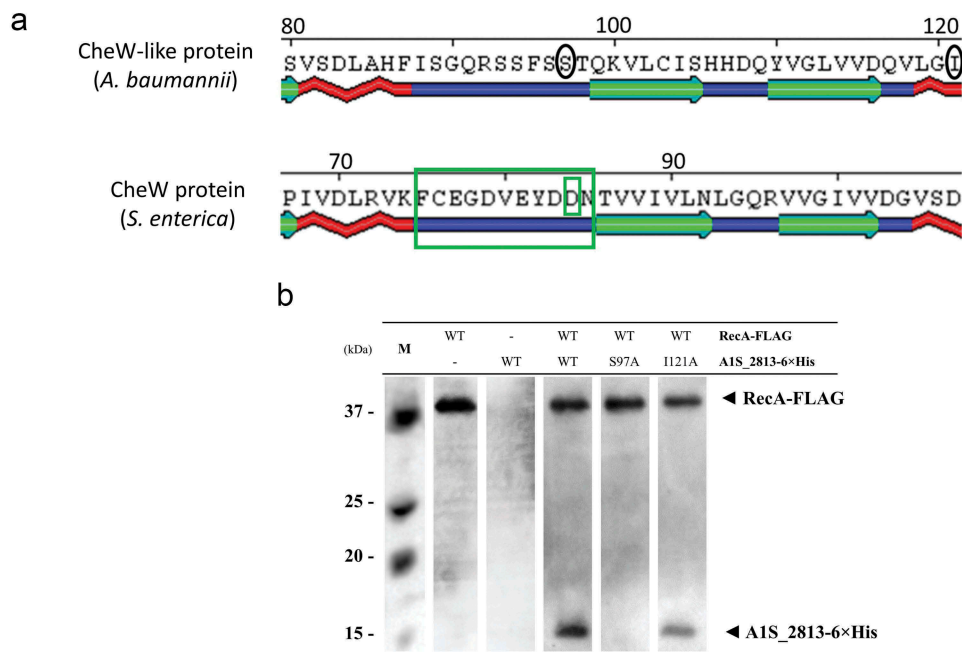 a
80 100 120
CheW-like protein
(A. baumannii)
SVSDLAHFISGQRSSFSSTQKVLCISHHDQYVGLVVDQVLGI
70 90
CheW protein
(S. enterica)
PIVDLRVKFCEGDVEYDDNTVVIVLNLGQRVVGIVVDGVSD
b
(kDa) M WT - WT WT WT RecA-FLAG
- WT WT S97A I121A A1S_2813-6×His
37 - ◄ RecA-FLAG
25 -
20 -
15 - ◄ A1S_2813-6×His